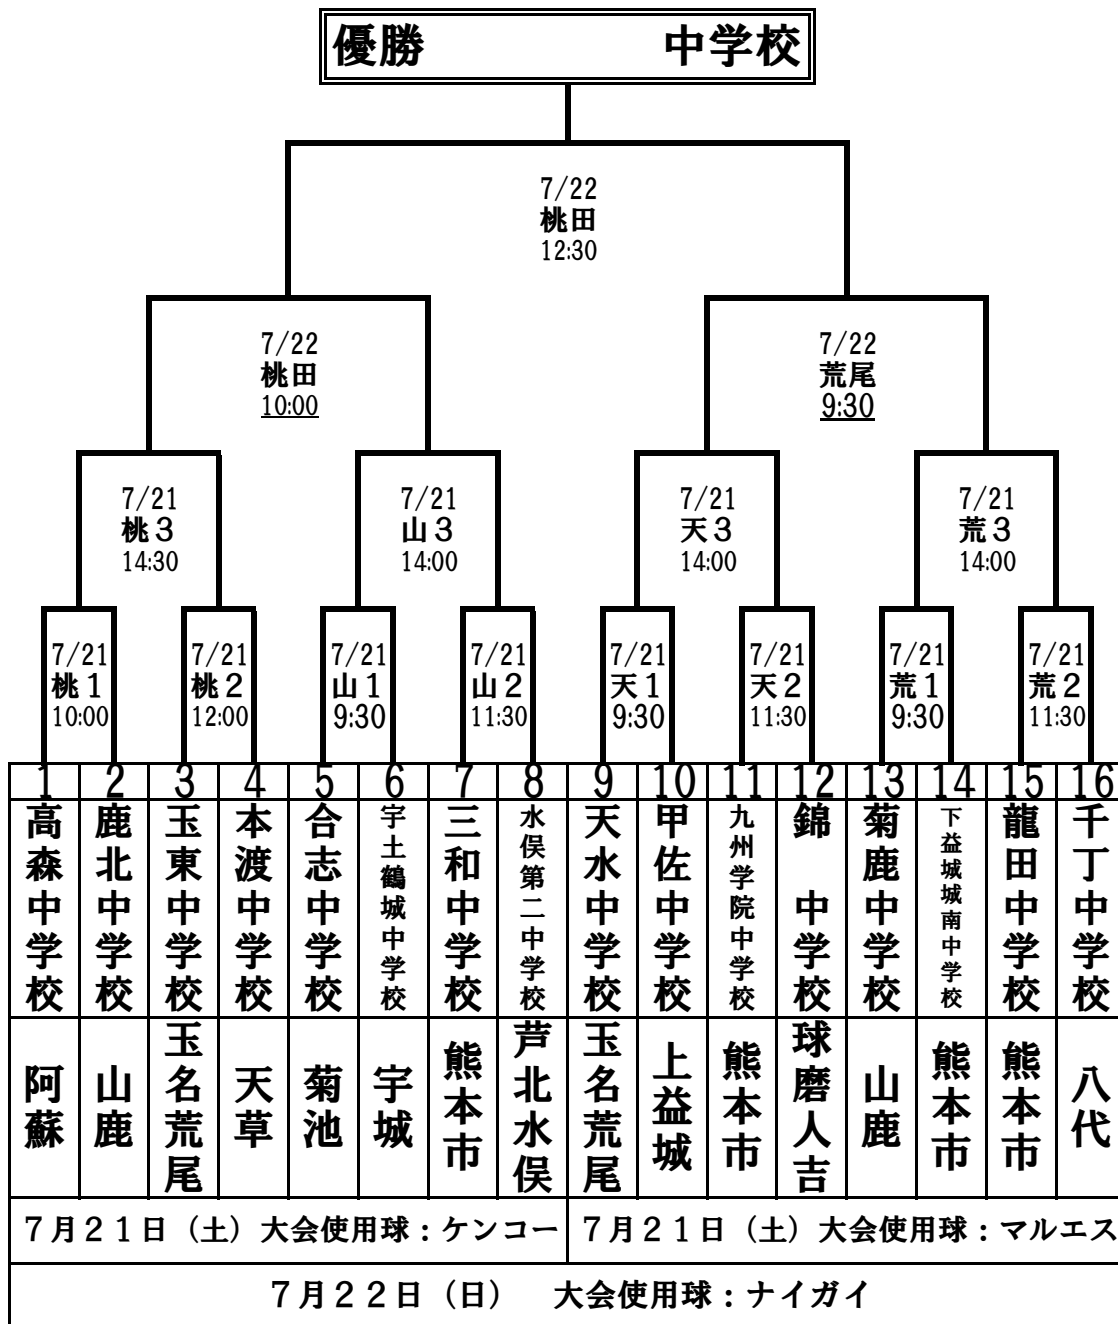 優勝 中学校
7/22
桃田
12:30
7/22
桃田
10:00
7/22
荒尾
9:30
7/21
桃3
14:30
7/21
山3
14:00
7/21
天3
14:00
7/21
荒3
14:00
7/21
桃1
10:00
7/21
桃2
12:00
7/21
山1
9:30
7/21
山2
11:30
7/21
天1
9:30
7/21
天2
11:30
7/21
荒1
9:30
7/21
荒2
11:30
1 2 3 4 5 6 7 8 9 10 11 12 13 14 15 16
高森中学校
鹿北中学校
玉東中学校
本渡中学校
合志中学校
宇土鶴城中学校
三和中学校
水俣第二中学校
天水中学校
甲佐中学校
九州学院中学校
錦 中学校
菊鹿中学校
下益城城南中学校
龍田中学校
千丁中学校
阿蘇
山鹿
玉名荒尾
天草
菊池
宇城
熊本市
芦北水俣
玉名荒尾
上益城
熊本市
球磨人吉
山鹿
熊本市
熊本市
八代
7月21日(土)大会使用球:ケンコー
7月21日(土)大会使用球:マルエス
7月22日(日) 大会使用球:ナイガイ